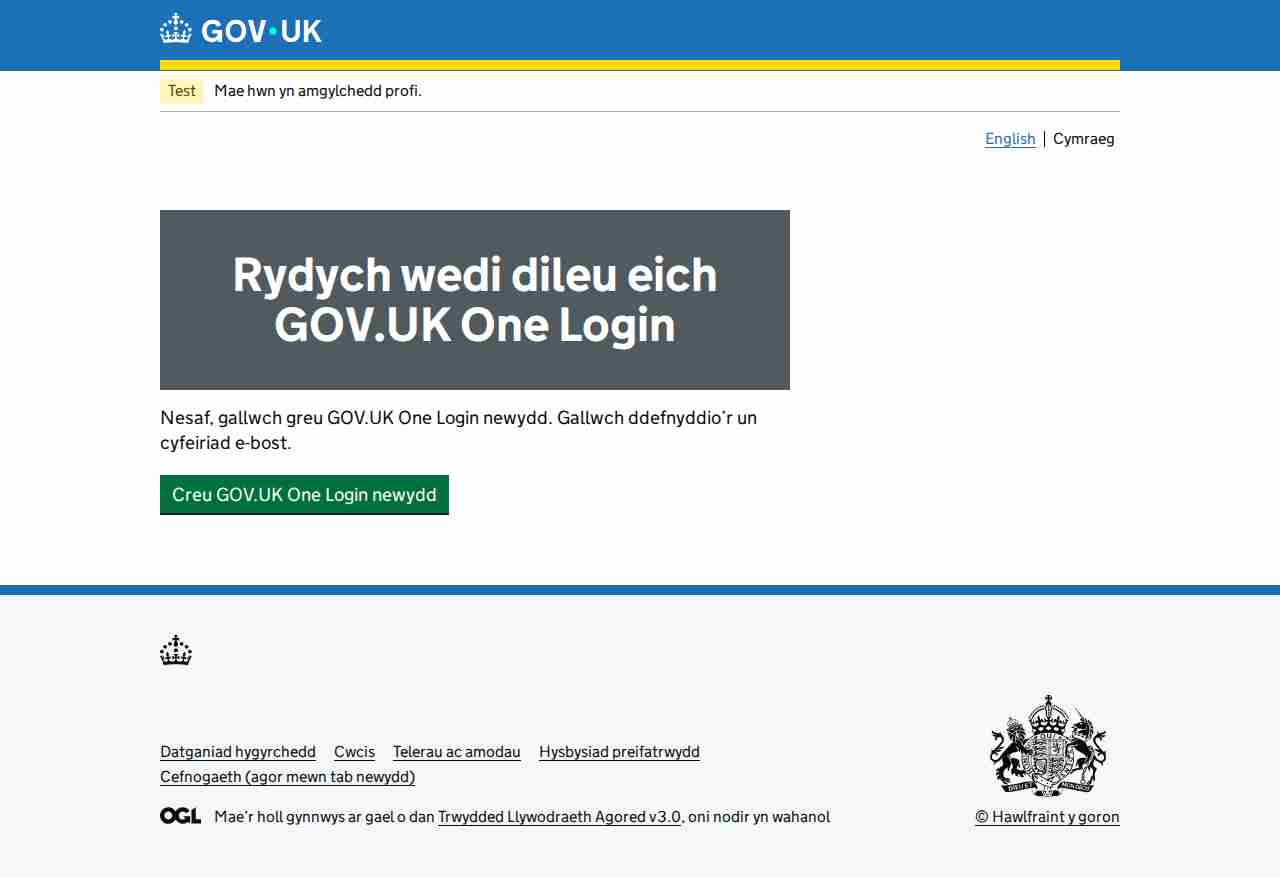 GOV·UK
Test Mae hwn yn amgylchedd profi.
English | Cymraeg
Rydych wedi dileu eich
GOV.UK One Login
Nesaf, gallwch greu GOV.UK One Login newydd. Gallwch ddefnyddio’r un
cyfeiriad e-bost.
Creu GOV.UK One Login newydd
Datganiad hygyrchedd Cwcis Telerau ac amodau Hysbysiad preifatrwydd
Cefnogaeth (agor mewn tab newydd)
OGL Mae’r holl gynnwys ar gael o dan Trwydded Llywodraeth Agored v3.0, oni nodir yn wahanol
© Hawlfraint y goron